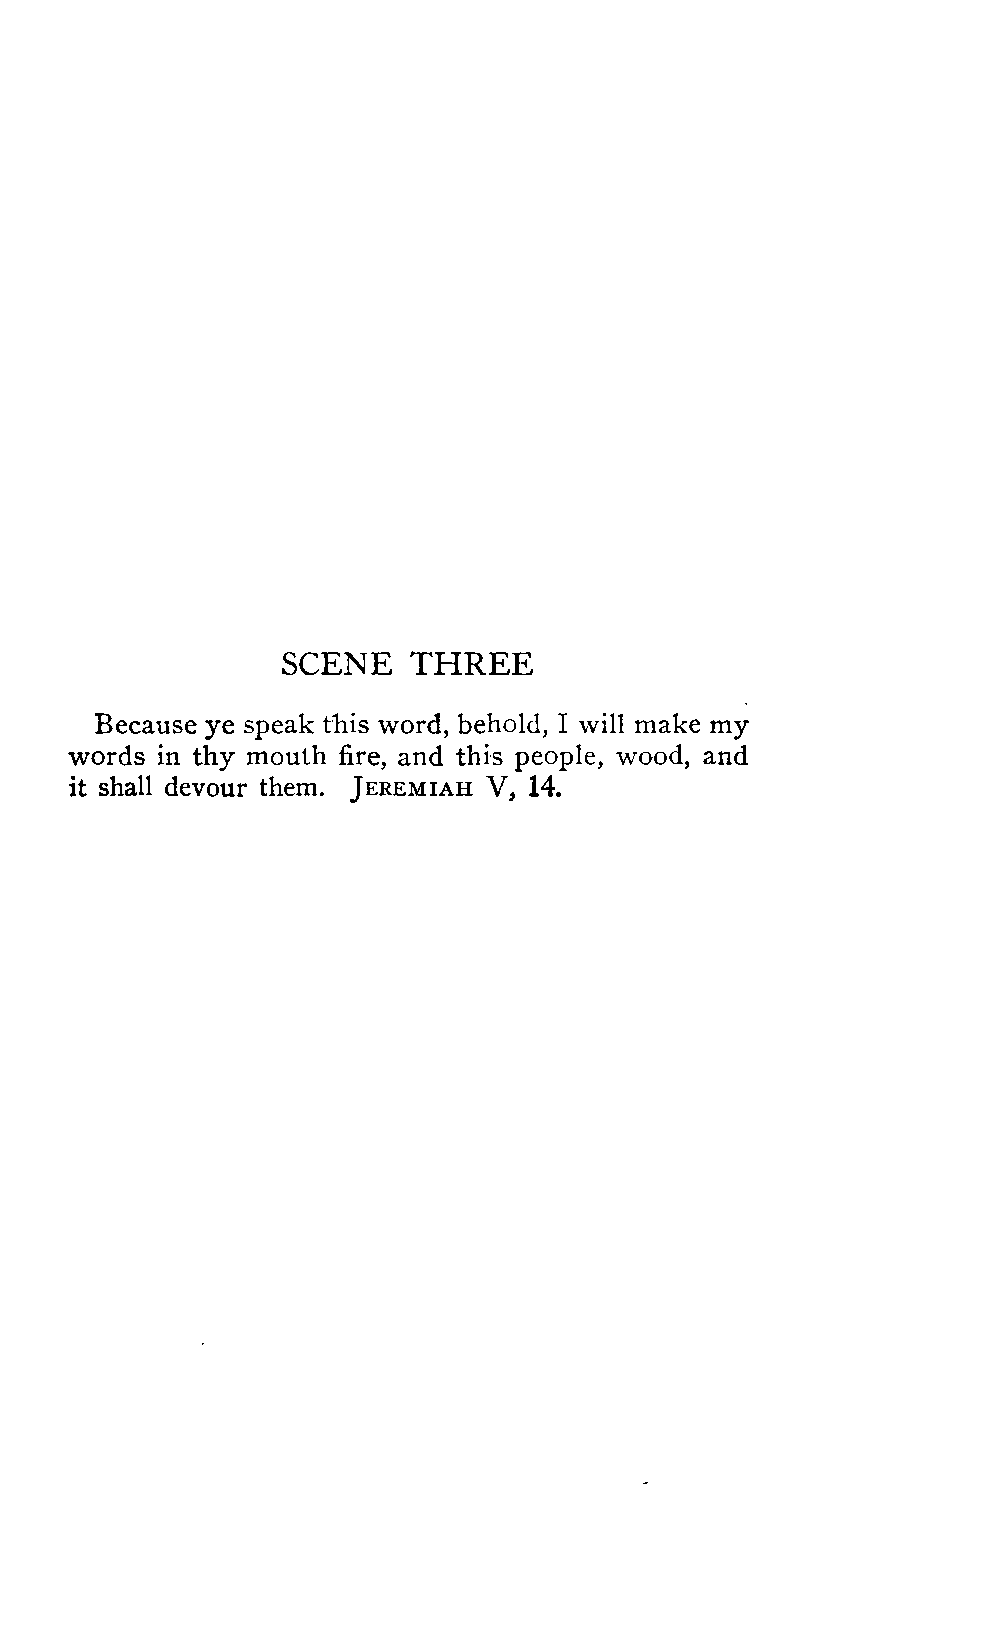 SCENE THREE
Because ye speak this word, behold, I will make my
words in thy mouth fire, and this people, wood, and
it shall devour them. JEREMIAH V, 14.